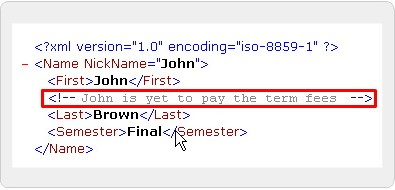 <?xml version="1.0" encoding="iso-8859-1" ?>
- <Name NickName="John">
<First>John</First>
<!-- John is yet to pay the term fees -->
<Last>Brown</Last>
<Semester>Final</Semester>
</Name>